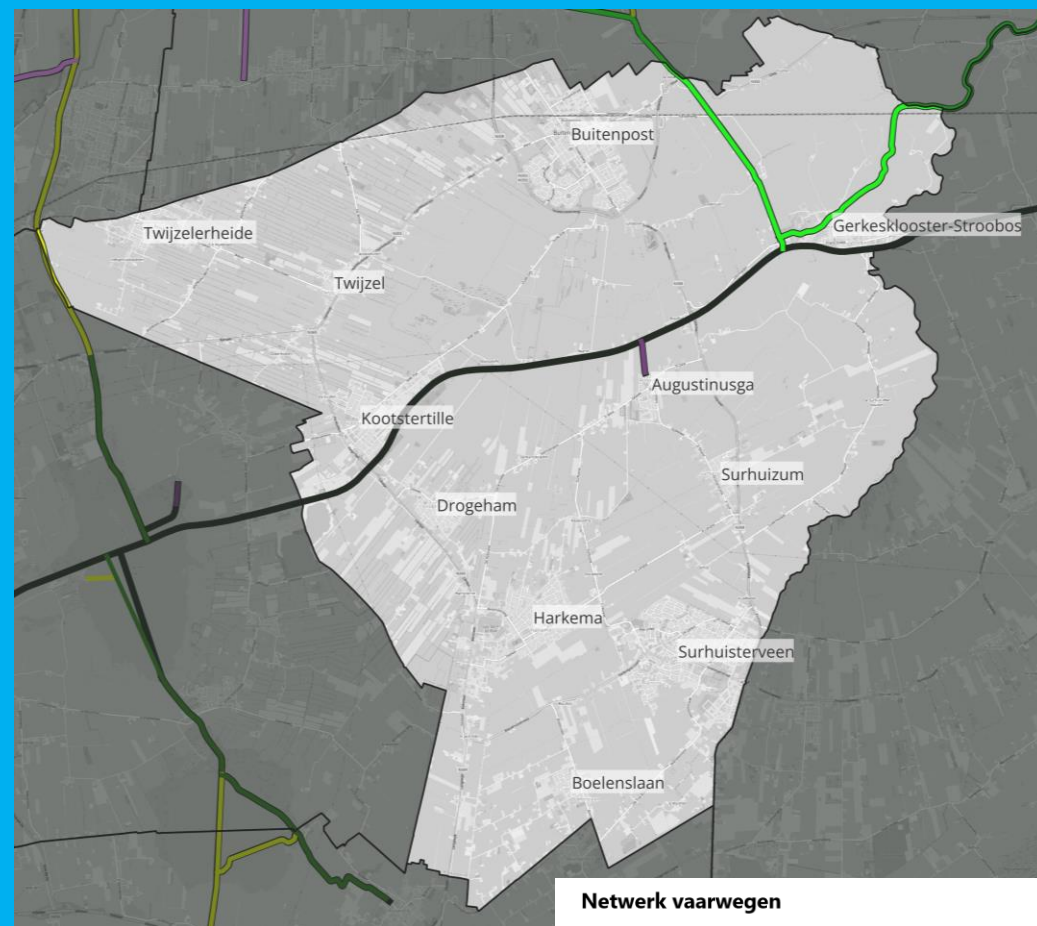 Buitenpost
Gerkesklooster-Stroobos
Twijzelerheide
Twijzel
Augustinusga
Kootstertille
Surhuizum
Drogeham
Harkema
Surhuisterveen
Boelenslaan
Netwerk vaarwegen